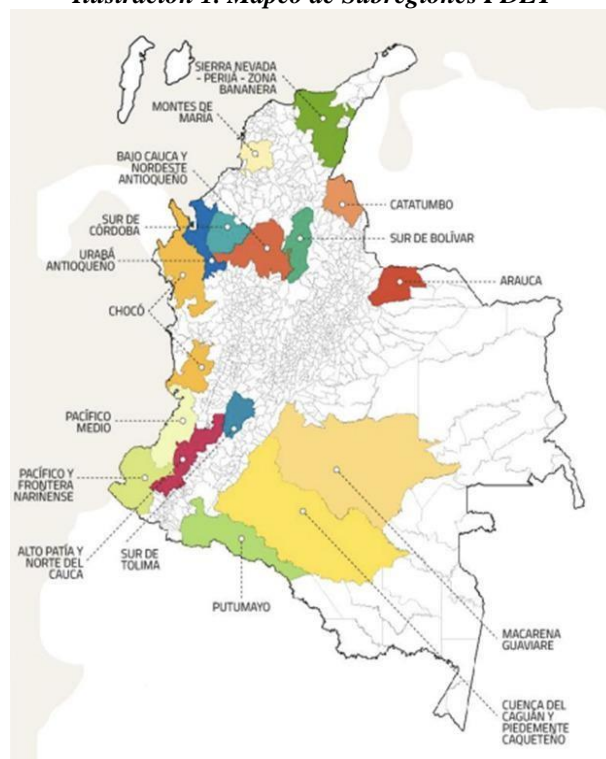 Ilustración 1. Mapeo de Subregiones PDET
SIERRA NEVADA
- PERIJÁ - ZONA
BANANERA
MONTES DE
MARÍA
BAJO CAUCA Y
NORDESTE
ANTIOQUEÑO
CATATUMBO
SUR DE
CÓRDOBA
SUR DE BOLÍVAR
URABÁ
ANTIOQUEÑO
ARAUCA
CHOCÓ
PACÍFICO
MEDIO
PACÍFICO Y
FRONTERA
NARIÑENSE
ALTO PATÍA Y
NORTE DEL
CAUCA
SUR DE
TOLIMA
PUTUMAYO
MACARENA
GUAVIARE
CUENCA DEL
CAGUÁN Y
PIEDEMENTE
CAQUETEÑO